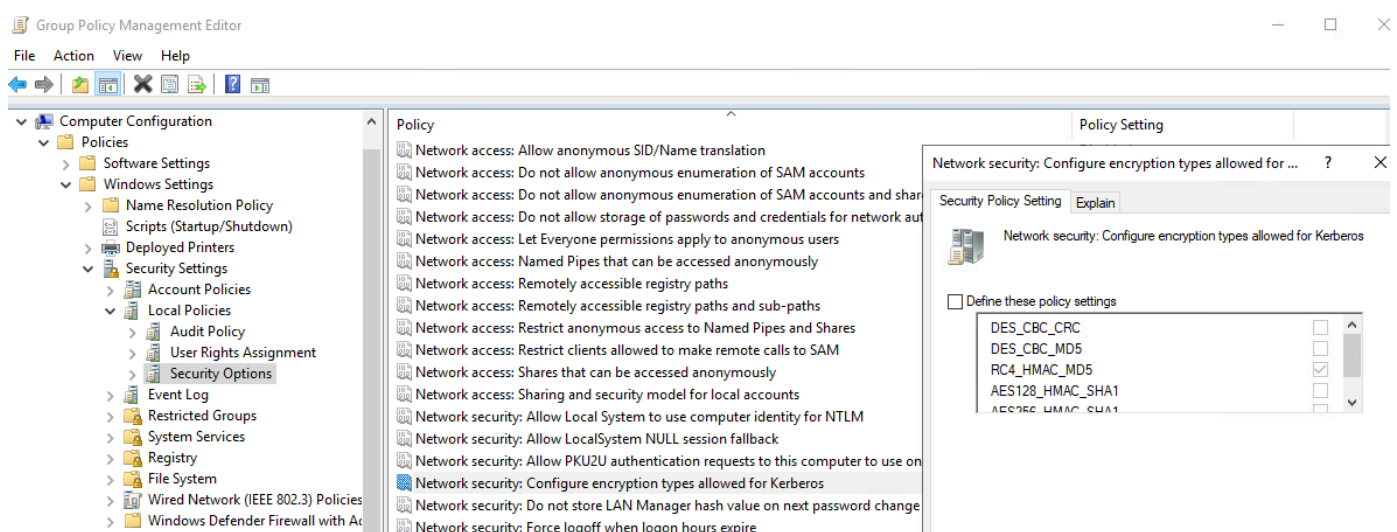 Group Policy Management Editor
File Action View Help
Computer Configuration
Policies
Software Settings
Windows Settings
Name Resolution Policy
Scripts (Startup/Shutdown)
Deployed Printers
Security Settings
Account Policies
Local Policies
Audit Policy
User Rights Assignment
Security Options
Event Log
Restricted Groups
System Services
Registry
File System
Wired Network (IEEE 802.3) Policies
Windows Defender Firewall with Ac
Policy Policy Setting
Network access: Allow anonymous SID/Name translation
Network access: Do not allow anonymous enumeration of SAM accounts
Network access: Do not allow anonymous enumeration of SAM accounts and shar
Network access: Do not allow storage of passwords and credentials for network aut
Network access: Let Everyone permissions apply to anonymous users
Network access: Named Pipes that can be accessed anonymously
Network access: Remotely accessible registry paths
Network access: Remotely accessible registry paths and sub-paths
Network access: Restrict anonymous access to Named Pipes and Shares
Network access: Restrict clients allowed to make remote calls to SAM
Network access: Shares that can be accessed anonymously
Network access: Sharing and security model for local accounts
Network security: Allow Local System to use computer identity for NTLM
Network security: Allow LocalSystem NULL session fallback
Network security: Allow PKU2U authentication requests to this computer to use on
Network security: Configure encryption types allowed for Kerberos
Network security: Do not store LAN Manager hash value on next password change
Network security: Force logoff when logon hours expire
Network security: Configure encryption types allowed for ... ?
Security Policy Setting Explain
Network security: Configure encryption types allowed for Kerberos
Define these policy settings
DES_CBC_CRC
DES_CBC_MD5
RC4_HMAC_MD5
AES128_HMAC_SHA1
AES256_HMAC_SHA1